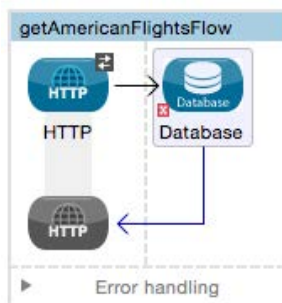 getAmericanFlightsFlow
HTTP
Database
HTTP
Database
HTTP
Error handling